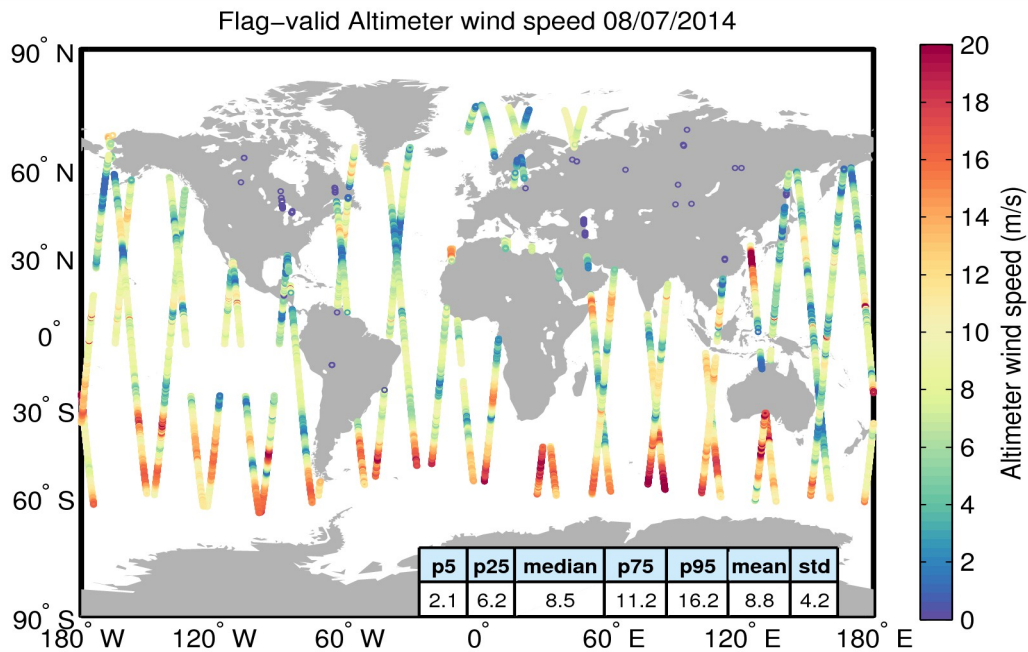 Flag−valid Altimeter wind speed 08/07/2014
90° N
60° N
30° N
0°
30° S
60° S
90° S
180° W
120° W
60° W
0°
60° E
120° E
180° E
p5 p25 median p75 p95 mean std
2.1 6.2 8.5 11.2 16.2 8.8 4.2
20
18
16
14
12
10
8
6
4
2
0
Altimeter wind speed (m/s)